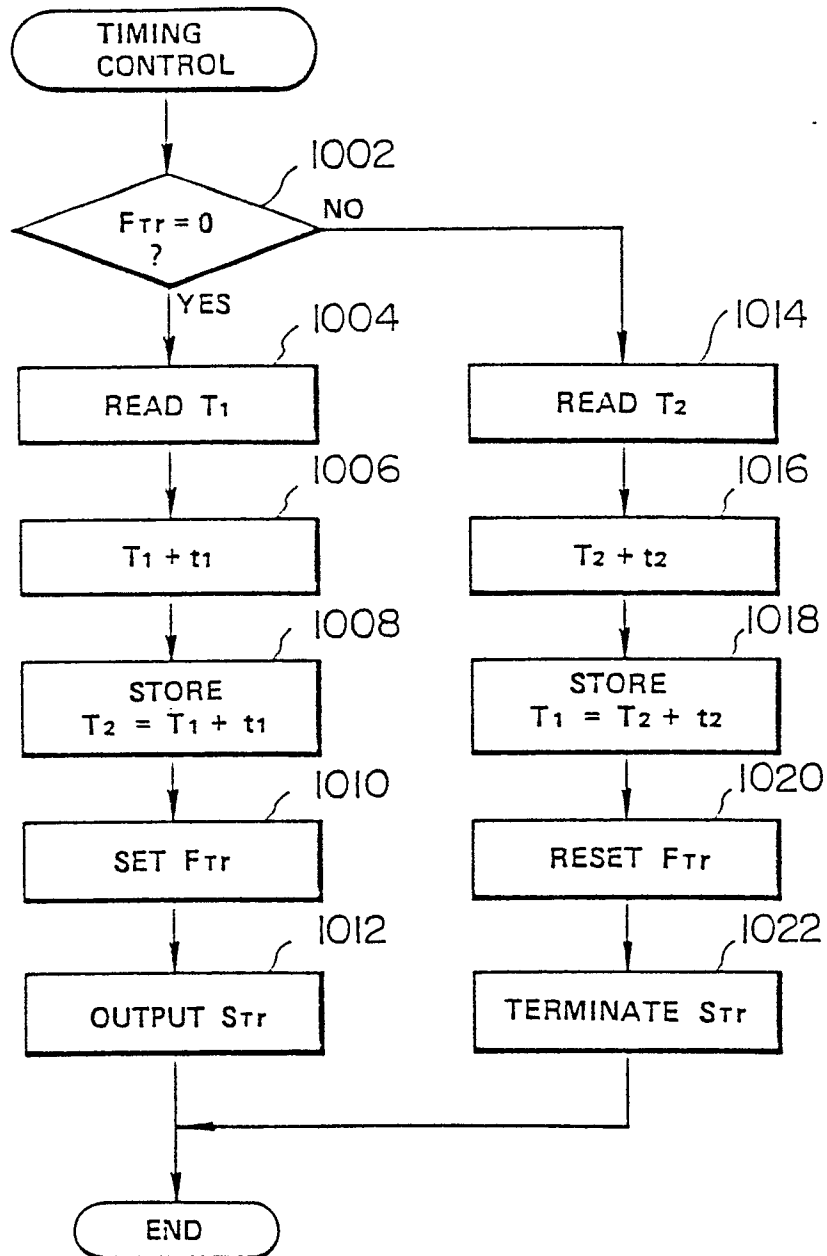 TIMING
CONTROL
1002
FTr = 0
?
NO
YES
1004
READ T1
1006
T1 + t1
1008
STORE
T2 = T1 + t1
1010
SET FTr
1012
OUTPUT STr
1014
READ T2
1016
T2 + t2
1018
STORE
T1 = T2 + t2
1020
RESET FTr
1022
TERMINATE STr
END